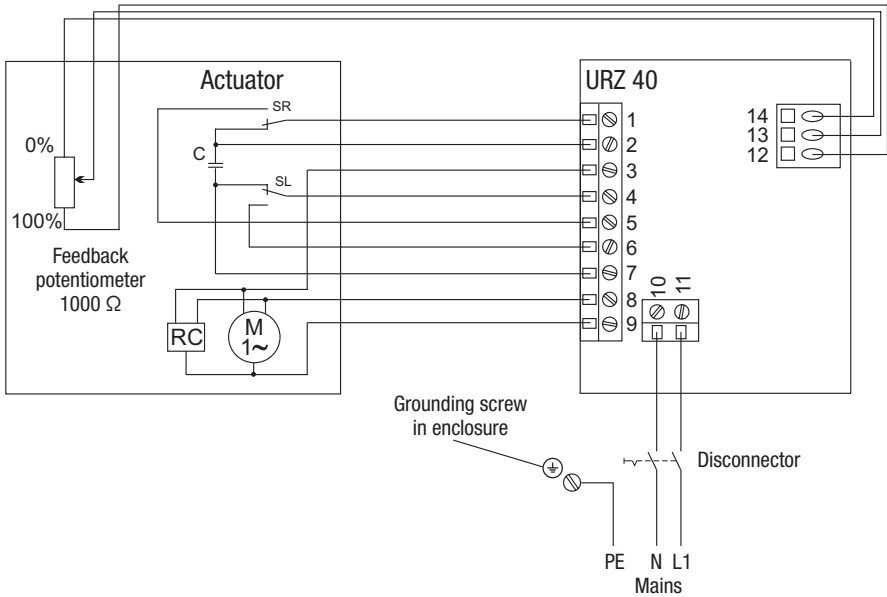 Actuator
URZ 40
SR
1
2
C
3
SL
4
5
6
7
8
9
14
13
12
10
11
0%
100%
Feedback
potentiometer
1000 Ω
RC
M
1~
Grounding screw
in enclosure
Disconnector
PE N L1
Mains